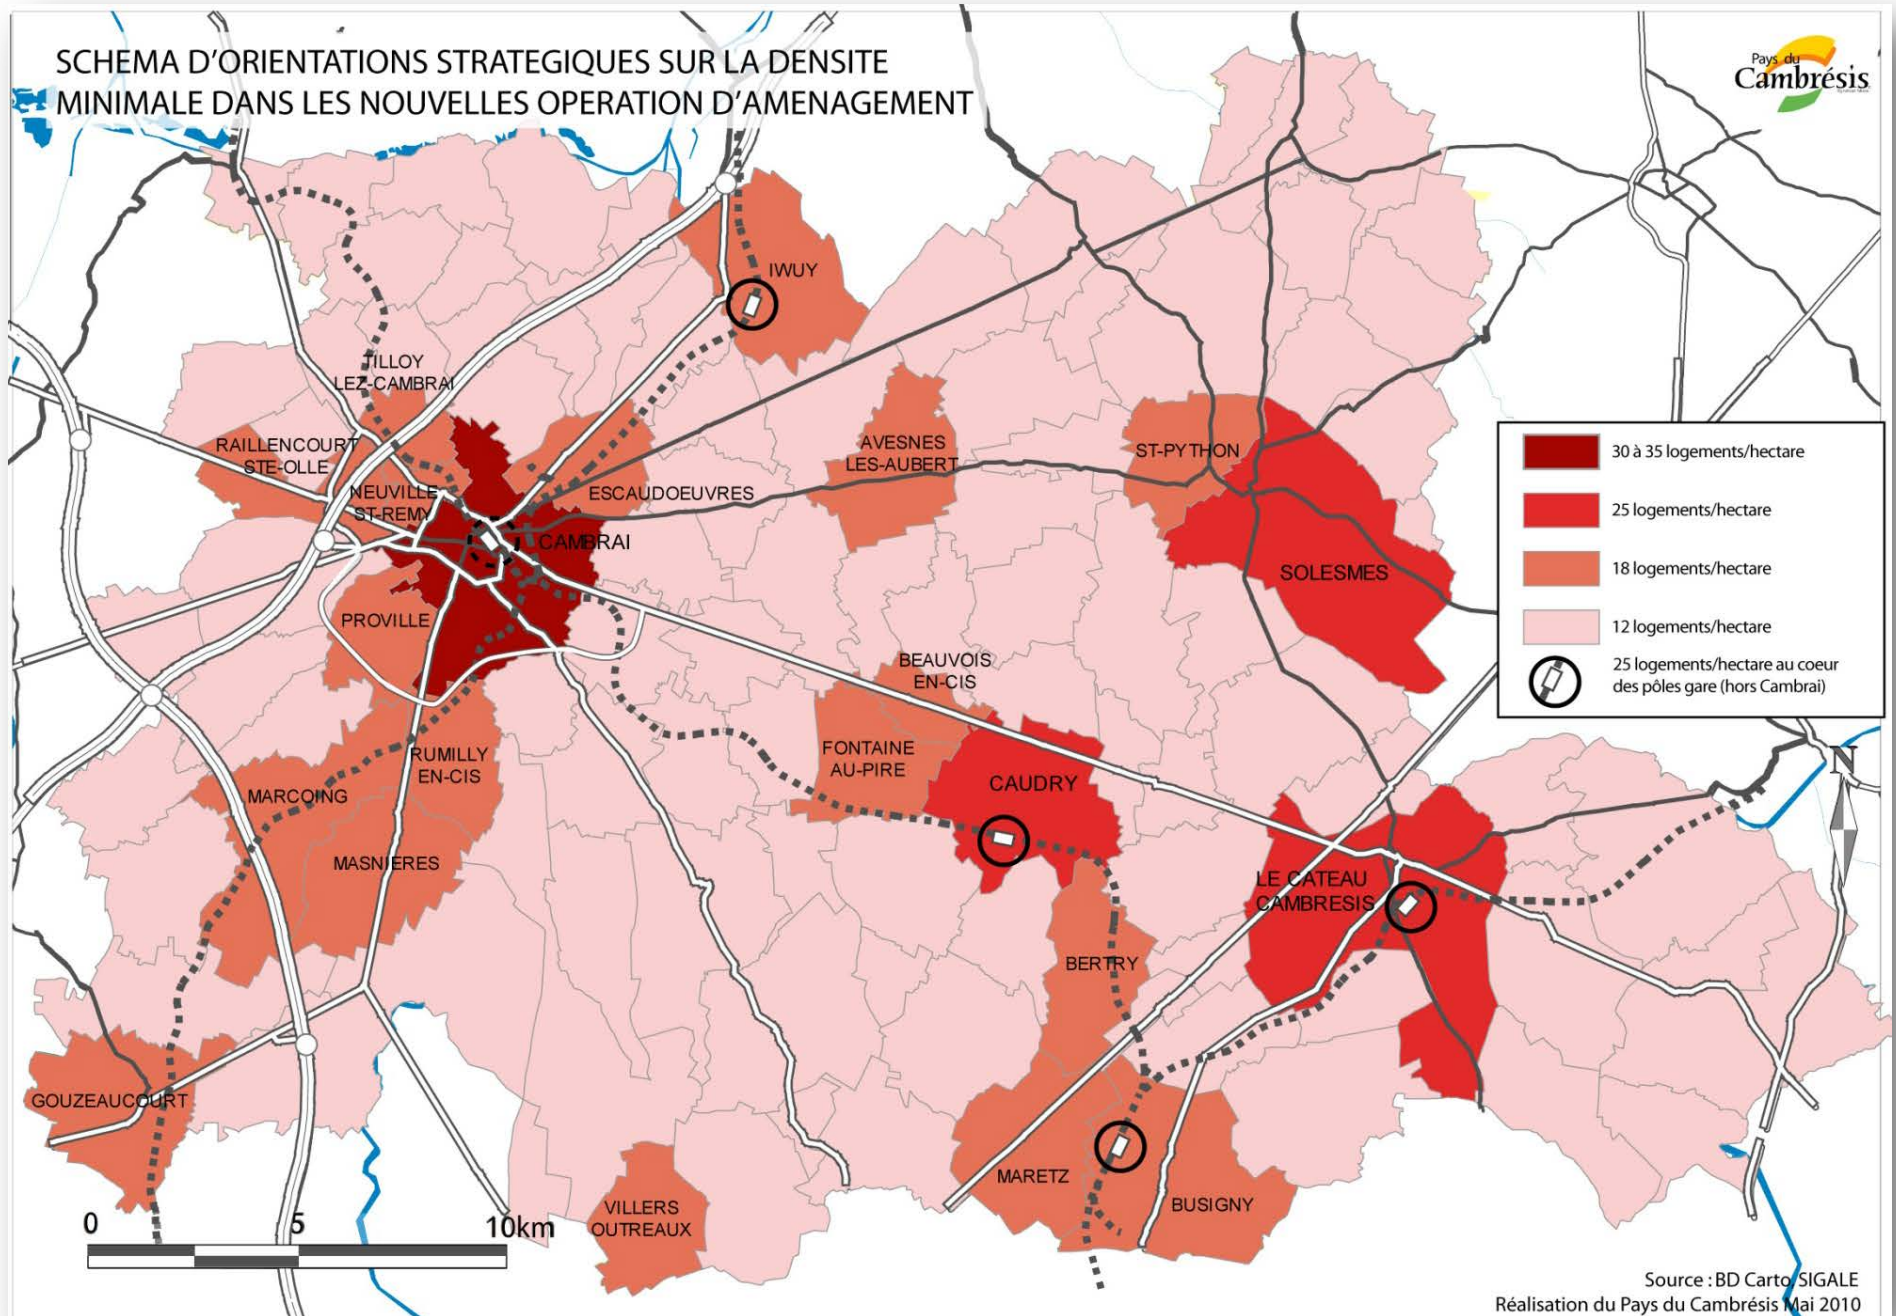 SCHEMA D'ORIENTATIONS STRATEGIQUES SUR LA DENSITE
MINIMALE DANS LES NOUVELLES OPERATION D'AMENAGEMENT
Pays du
Cambrésis
IWUY
TILLOY
LEZ-CAMBRAI
RAILLENCOURT
STE-OLLE
NEUVILLE
ST-REMY
ESCAUDOEUVRES
CAMBRAI
PROVILLE
AVESNES
LES-AUBERT
ST-PYTHON
SOLESMES
30 à 35 logements/hectare
25 logements/hectare
18 logements/hectare
12 logements/hectare
25 logements/hectare au coeur
des pôles gare (hors Cambrai)
BEAUVOIS
EN-CIS
FONTAINE
AU-PIRE
CAUDRY
RUMILLY
EN-CIS
MARCOING
MASNIERES
LE CATEAU
CAMBRESIS
BERTRY
GOUZEAUCOURT
MARETZ
BUSIGNY
VILLERS
OUTREAUX
N
0 5 10km
Source : BD Carto, SIGALE
Réalisation du Pays du Cambrésis Mai 2010